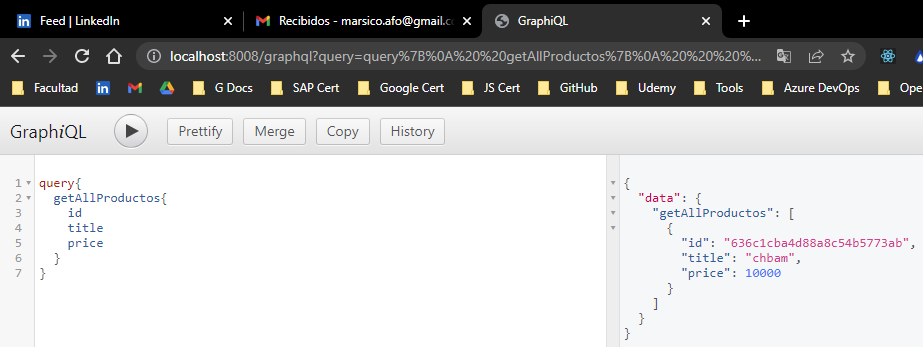 Feed | LinkedIn
Recibidos - marsico.afo@gmail.c
GraphiQL
localhost:8008/graphql?query=query%7B%0A%20%20getAllProductos%7B%0A%20%20%20%...
Facultad
G Docs
SAP Cert
Google Cert
JS Cert
GitHub
Udemy
Tools
Azure DevOps
Ope
GraphiQL
Prettify
Merge
Copy
History
1 query{
2 getAllProductos{
3 id
4 title
5 price
6 }
7 }
{
"data": {
"getAllProductos": [
{
"id": "636c1cba4d88a8c54b5773ab",
"title": "chbam",
"price": 10000
}
]
}
}